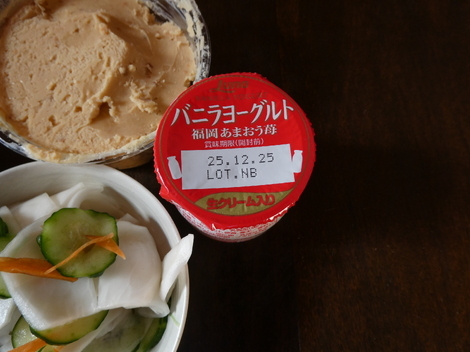 バニラヨーグルト
福岡あまおう苺
賞味期限(開封前)
25.12.25
LOT.NB
生クリーム入り